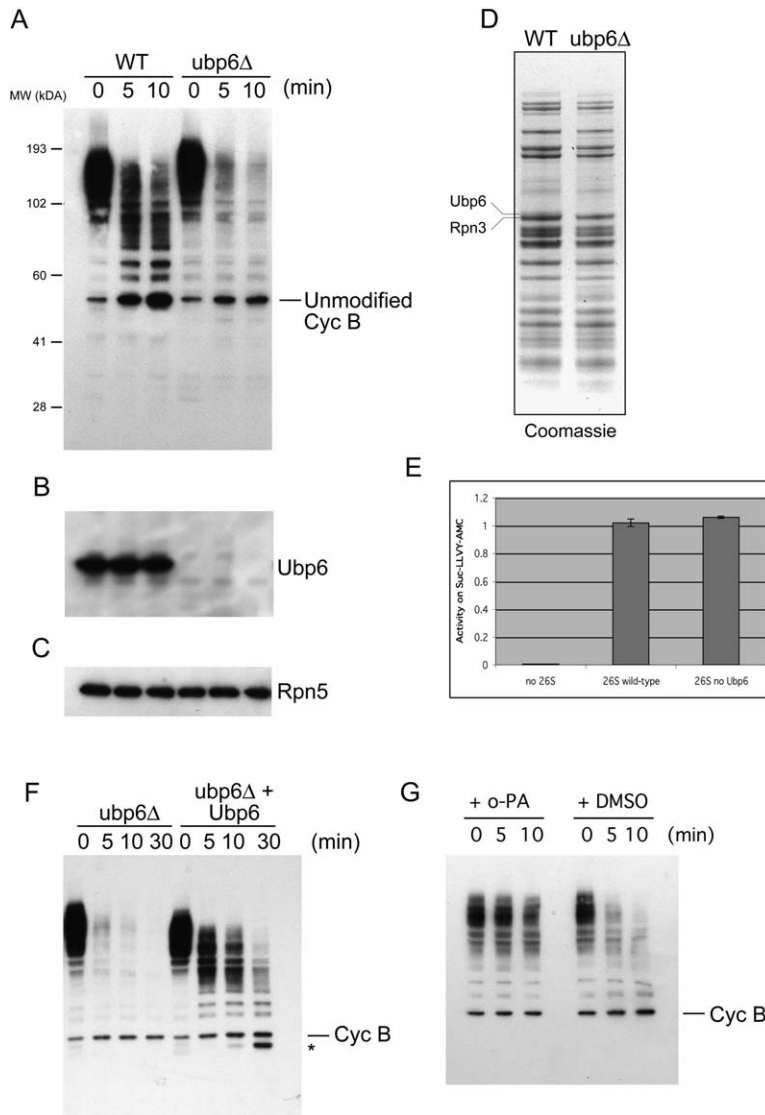 A
WT ubp6Δ
0 5 10 0 5 10 (min)
MW (kDA)
193
102
60
41
28
Unmodified
Cyc B
B
Ubp6
C
Rpn5
D
WT ubp6Δ
Ubp6
Rpn3
Coomassie
E
Activity on Suc-LLVY-AMC
1.2
1
0.8
0.6
0.4
0.2
0
no 26S 26S wild-type 26S no Ubp6
F
ubp6Δ ubp6Δ +
Ubp6
0 5 10 30 0 5 10 30 (min)
Cyc B
*
G
+ o-PA + DMSO
0 5 10 0 5 10 (min)
Cyc B